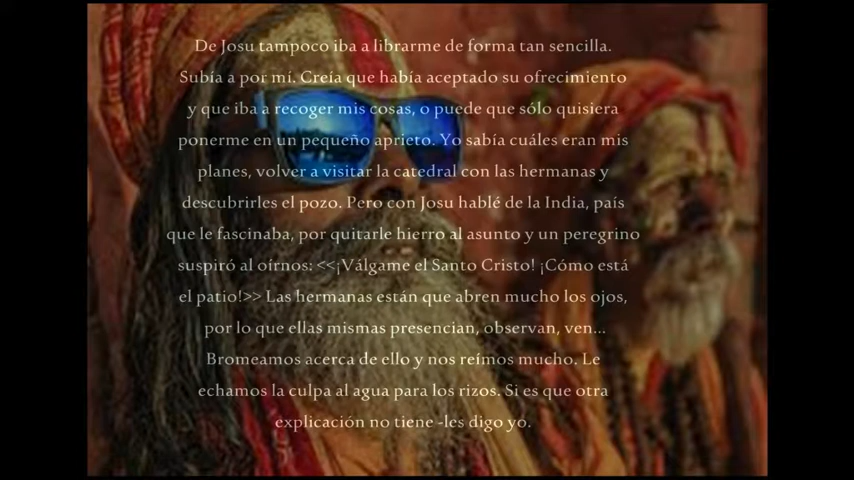 De Josu tampoco iba a librarme de forma tan sencilla.
Subía a por mí. Creía que había aceptado su ofrecimiento
y que iba a recoger mis cosas, o puede que sólo quisiera
ponerme en un pequeño aprieto. Yo sabía cuáles eran mis
planes, volver a visitar la catedral con las hermanas y
descubrirles el pozo. Pero con Josu hablé de la India, país
que le fascinaba, por quitarle hierro al asunto y un peregrino
suspiró al oírnos: <<¡Válgame el Santo Cristo! ¡Cómo está
el patio!>> Las hermanas están que abren mucho los ojos,
por lo que ellas mismas presencian, observan, ven...
Bromeamos acerca de ello y nos reímos mucho. Le
echamos la culpa al agua para los rizos. Si es que otra
explicación no tiene -les digo yo.